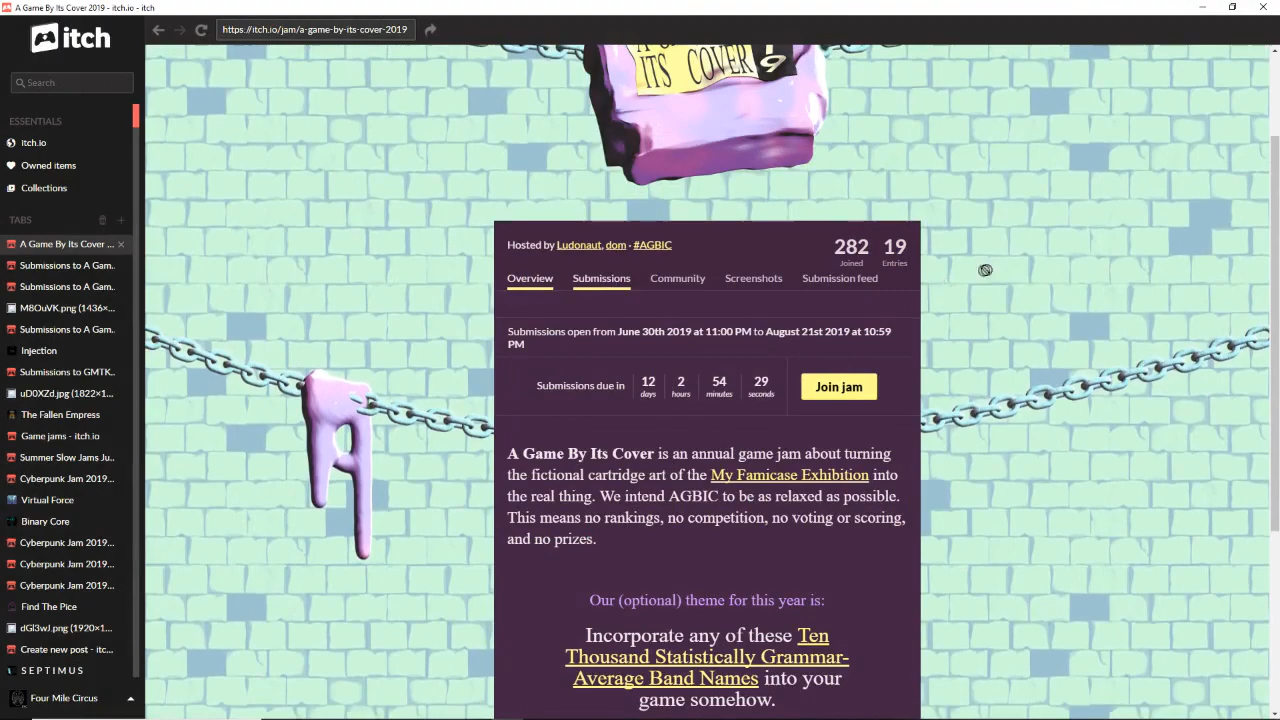 A Game By Its Cover 2019 - itch.io - itch
itch
https://itch.io/jam/a-game-by-its-cover-2019
Search
ESSENTIALS
itch.io
Owned items
Collections
TABS
A Game By Its Cover ...
Submissions to A Gam..
Submissions to A Gam..
M8OuVK.png (1436×...
Submissions to A Gam..
Injection
Submissions to GMTK..
uD0XZd.jpg (1822×1...
The Fallen Empress
Game jams - itch.io
Summer Slow Jams Ju..
Cyberpunk Jam 2019...
Virtual Force
Binary Core
Cyberpunk Jam 2019...
Cyberpunk Jam 2019...
Cyberpunk Jam 2019...
Find The Pice
dGl3wJ.png (1920×1...
Create new post - itc...
S E P T I M U S
Four Mile Circus
ITS COVER
Hosted by Ludonaut, dom · #AGBIC
282 19
Joined Entries
Overview Submissions Community Screenshots Submission feed
Submissions open from June 30th 2019 at 11:00 PM to August 21st 2019 at 10:59
PM
Submissions due in 12 2 54 29
days hours minutes seconds
Join jam
A Game By Its Cover is an annual game jam about turning
the fictional cartridge art of the My Famicase Exhibition into
the real thing. We intend AGBIC to be as relaxed as possible.
This means no rankings, no competition, no voting or scoring,
and no prizes.
Our (optional) theme for this year is:
Incorporate any of these Ten
Thousand Statistically Grammar-
Average Band Names into your
game somehow.